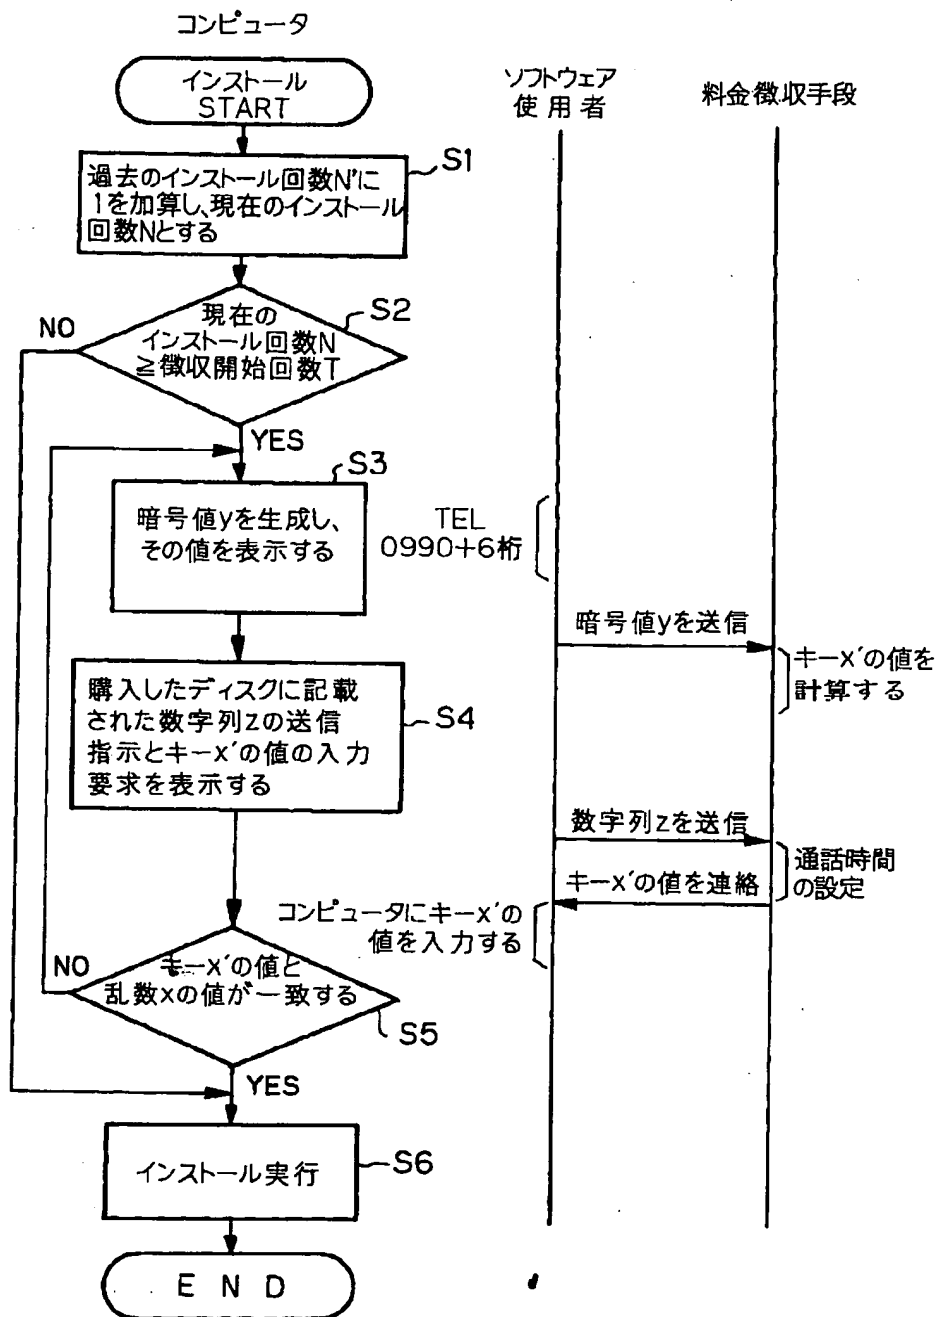 コンピュータ
インストール
START
過去のインストール回数N'に
1を加算し、現在のインストール
回数Nとする
S1
現在の
インストール回数N
≧徴収開始回数T
S2
NO
YES
S3
暗号値yを生成し、
その値を表示する
購入したディスクに記載
された数字列zの送信
指示とキーx'の値の入力
要求を表示する
S4
キーx'の値と
乱数xの値が一致する
NO
S5
YES
インストール実行
S6
END
ソフトウェア
使用者
料金徴収手段
TEL
0990+6桁
暗号値yを送信
キーx'の値を
計算する
数字列zを送信
通話時間
の設定
キーx'の値を連絡
コンピュータにキーx'の
値を入力する